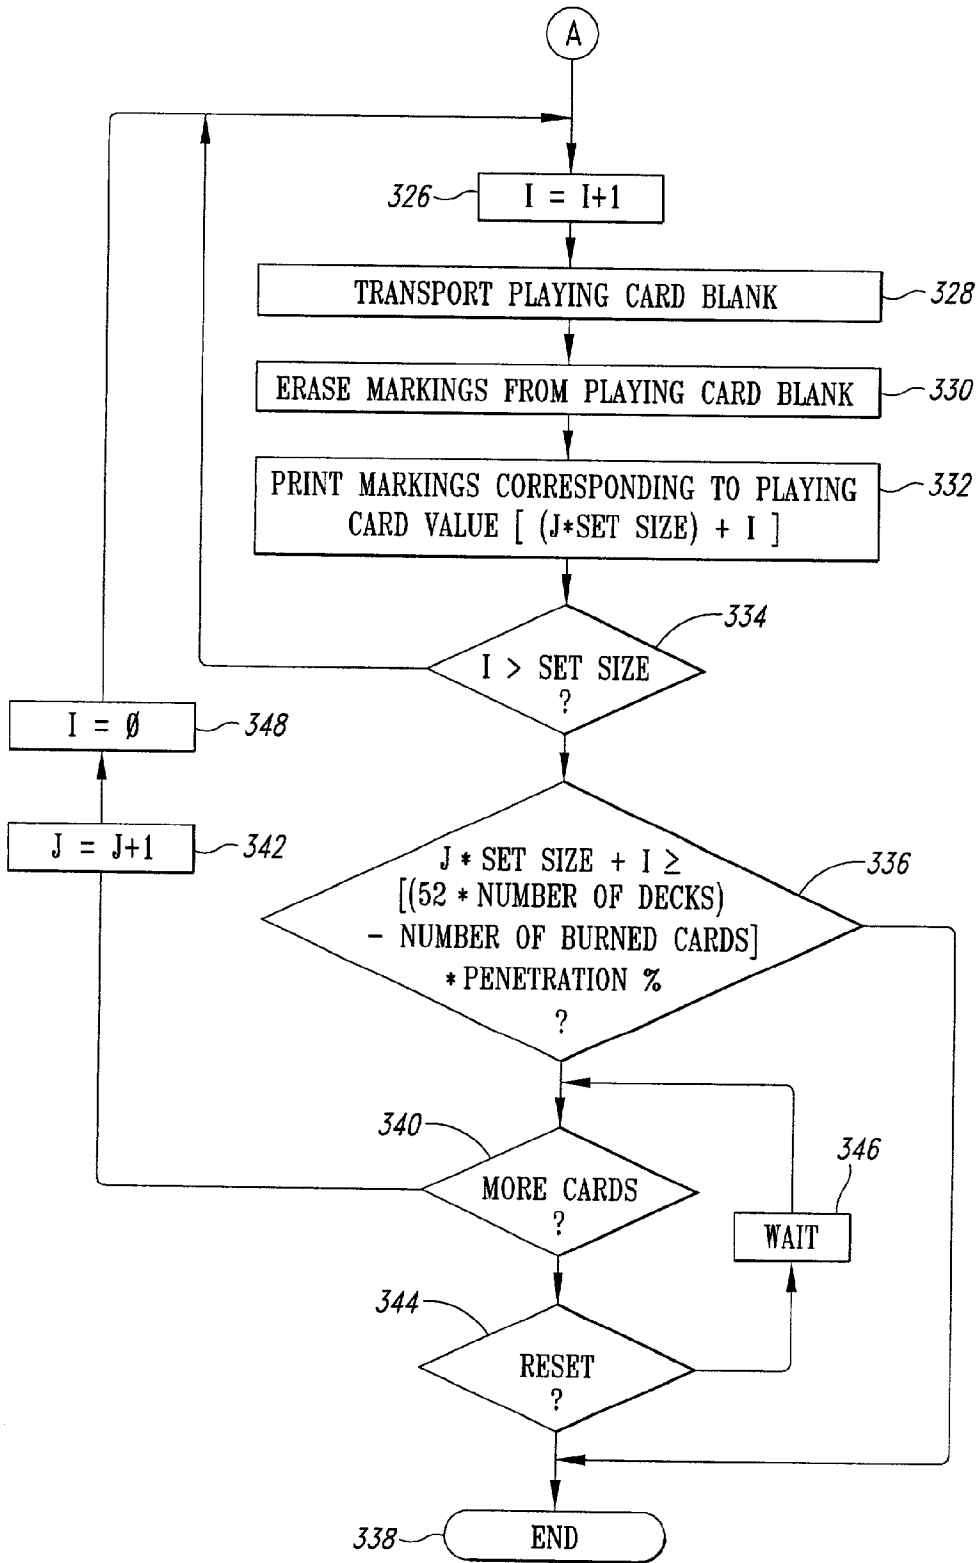 A
326
I = I+1
TRANSPORT PLAYING CARD BLANK
328
ERASE MARKINGS FROM PLAYING CARD BLANK
330
PRINT MARKINGS CORRESPONDING TO PLAYING
CARD VALUE [ (J*SET SIZE) + I ]
332
334
I > SET SIZE
?
I = Ø
348
J = J+1
342
J * SET SIZE + I ≥
[(52 * NUMBER OF DECKS)
- NUMBER OF BURNED CARDS]
* PENETRATION %
?
336
340
MORE CARDS
?
346
WAIT
344
RESET
?
338
END